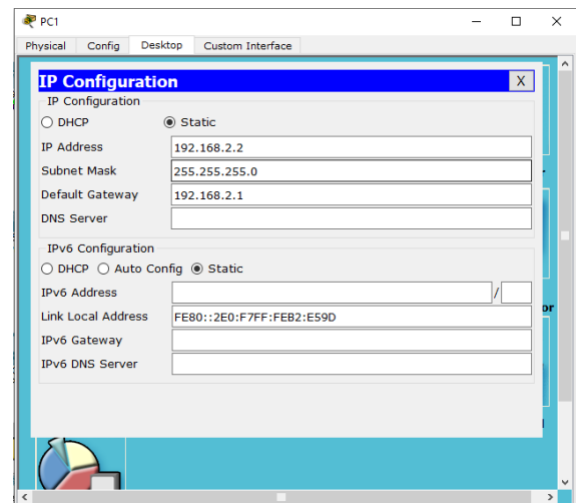 PC1
Physical Config Desktop Custom Interface
IP Configuration X
IP Configuration
DHCP Static
IP Address 192.168.2.2
Subnet Mask 255.255.255.0
Default Gateway 192.168.2.1
DNS Server
IPv6 Configuration
DHCP Auto Config Static
IPv6 Address /
Link Local Address FE80::2E0:F7FF:FEB2:E59D
IPv6 Gateway
IPv6 DNS Server